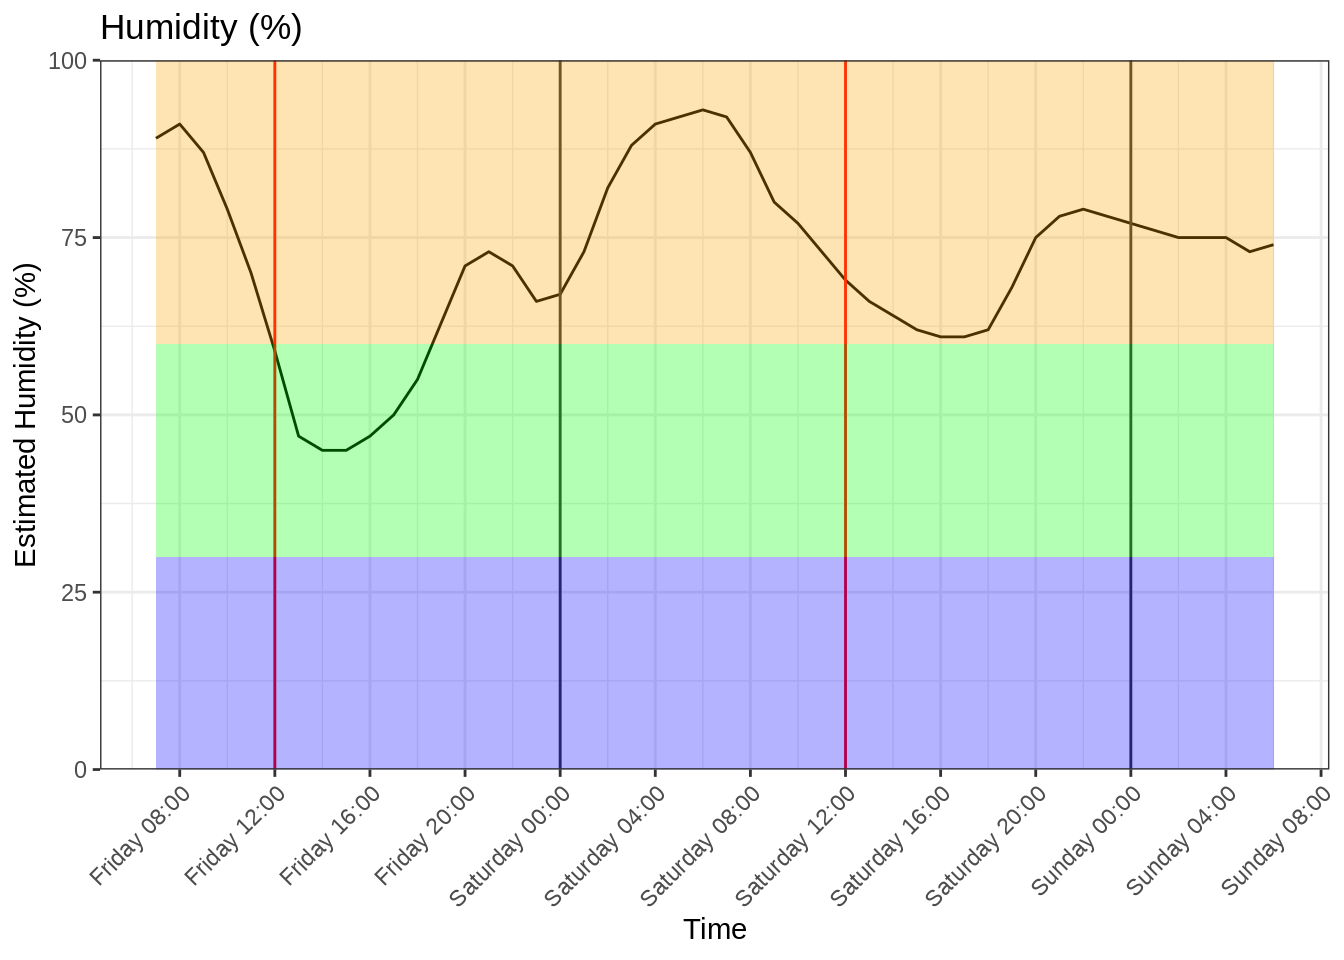 Humidity (%)
Estimated Humidity (%)
100
75
50
25
0
Friday 08:00
Friday 12:00
Friday 16:00
Friday 20:00
Saturday 00:00
Saturday 04:00
Saturday 08:00
Saturday 12:00
Saturday 16:00
Saturday 20:00
Sunday 00:00
Sunday 04:00
Sunday 08:00
Time